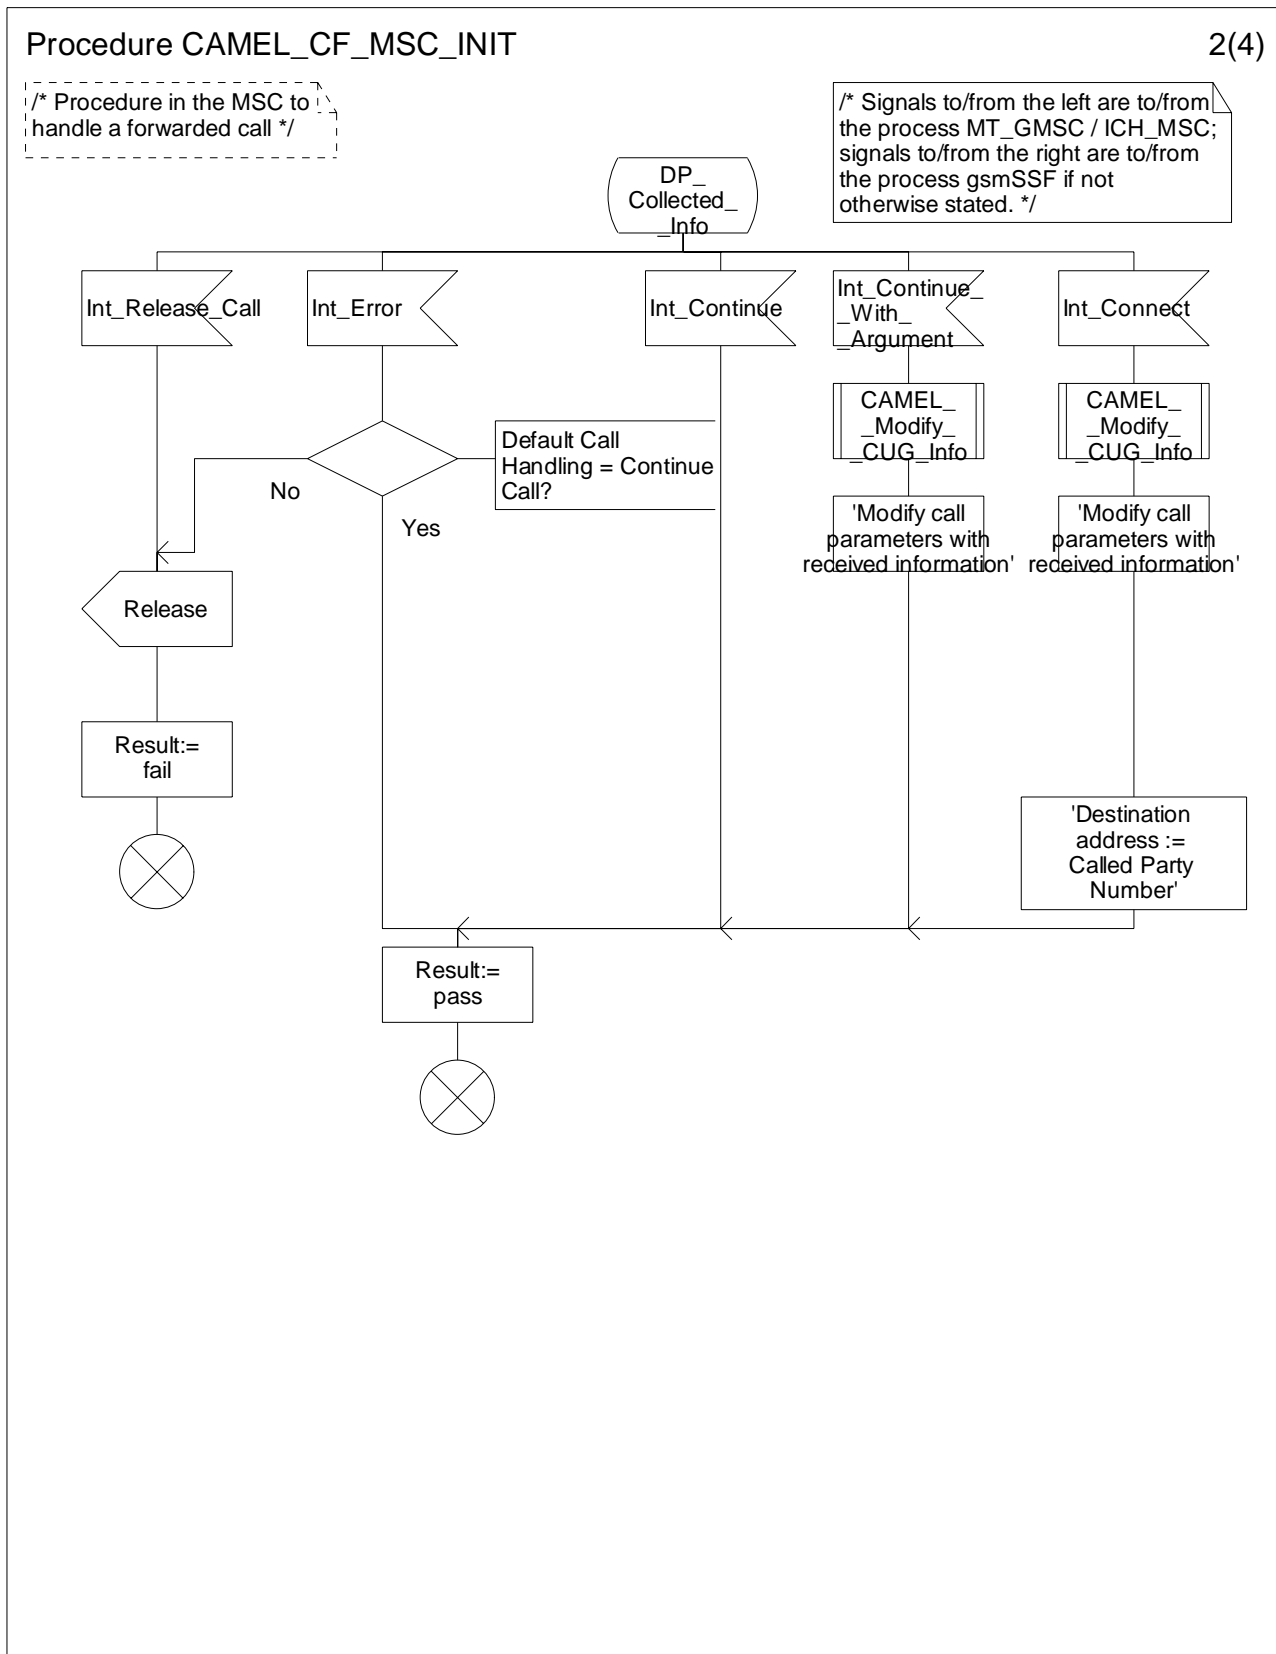 Procedure CAMEL_CF_MSC_INIT
2(4)
/* Procedure in the MSC to
handle a forwarded call */
/* Signals to/from the left are to/from
the process MT_GMSC / ICH_MSC;
signals to/from the right are to/from
the process gsmSSF if not
otherwise stated. */
DP_
Collected_
_Info
Int_Release_Call
Int_Error
Int_Continue
Int_Continue_
_With_
_Argument
Int_Connect
CAMEL_
_Modify_
_CUG_Info
CAMEL_
_Modify_
_CUG_Info
Default Call
Handling = Continue
Call?
No
Yes
'Modify call
parameters with
received information'
'Modify call
parameters with
received information'
Release
Result:=
fail
'Destination
address :=
Called Party
Number'
Result:=
pass